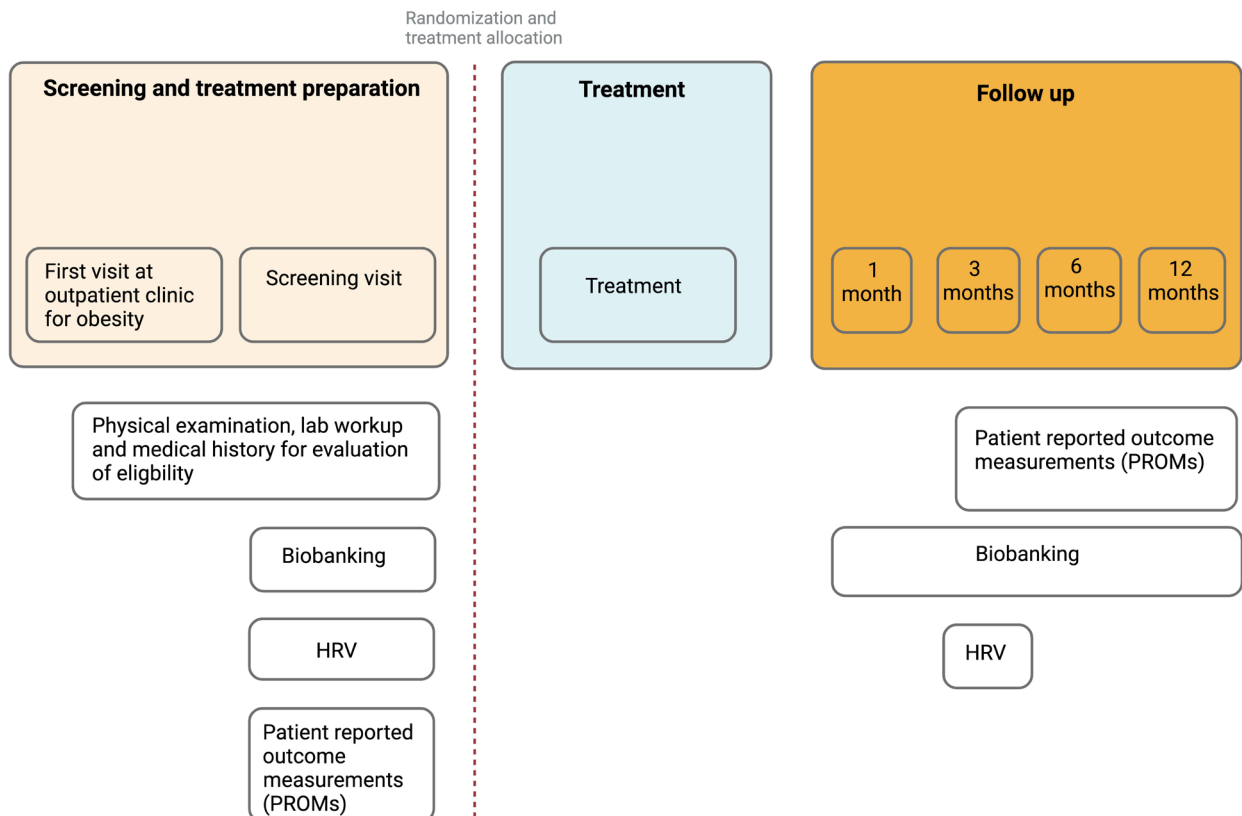 Randomization and
treatment allocation
Screening and treatment preparation
First visit at
outpatient clinic
for obesity
Screening visit
Treatment
Treatment
Follow up
1
month
3
months
6
months
12
months
Physical examination, lab workup
and medical history for evaluation
of eligbility
Biobanking
HRV
Patient reported
outcome
measurements
(PROMs)
Patient reported outcome
measurements (PROMs)
Biobanking
HRV